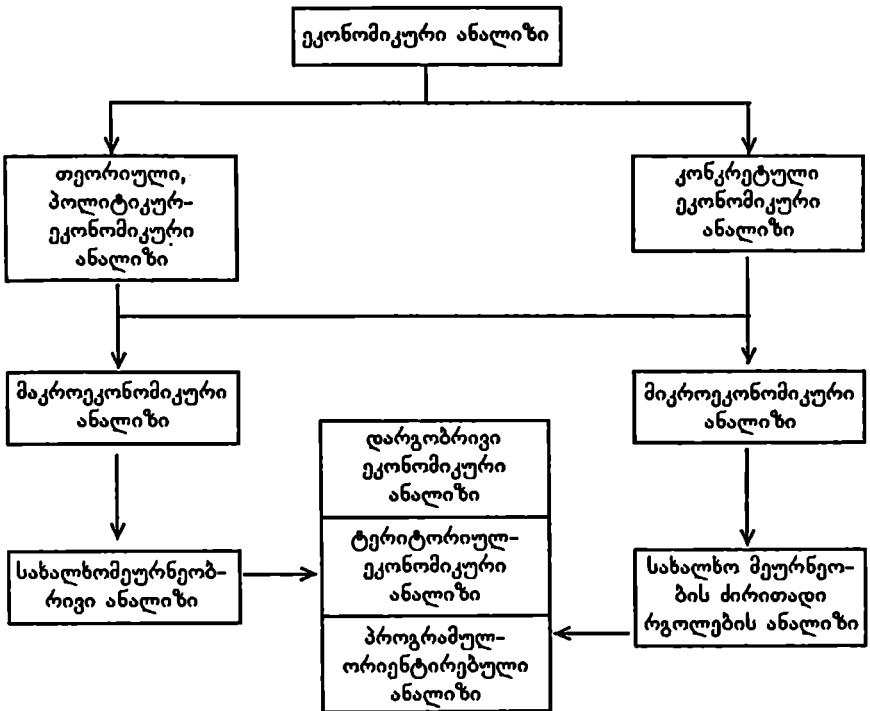 ეკონომიკური ანალიზი
თეორიული,
პოლიტიკურ-
ეკონომიკური
ანალიზი
კონკრეტული
ეკონომიკური
ანალიზი
მაკროეკონომიკური
ანალიზი
მიკროეკონომიკური
ანალიზი
დარგობრივი
ეკონომიკური
ანალიზი
ტერიტორიულ-
ეკონომიკური
ანალიზი
პროგრამულ-
ორიენტირებული
ანალიზი
სახალხომეურნეობ-
რივი ანალიზი
სახალხო მეურნეო-
ბის ძირითადი
რგოლების ანალიზი